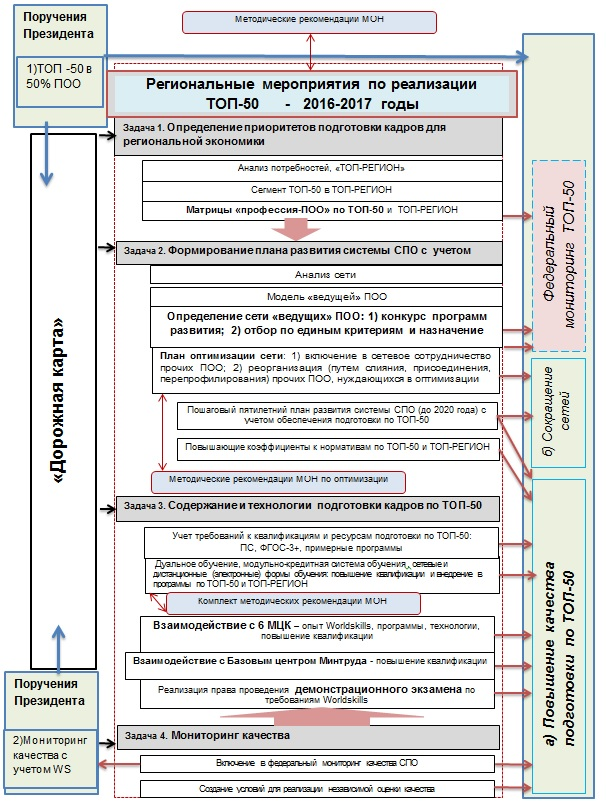 Методические рекомендации МОН
Поручения
Президента
1)ТОП -50 в
50% ПОО
Региональные мероприятия по реализации
ТОП-50 - 2016-2017 годы
Задача 1. Определение приоритетов подготовки кадров для
региональной экономики
Анализ потребностей, «ТОП-РЕГИОН»
Сегмент ТОП-50 в ТОП-РЕГИОН
Матрицы «профессия-ПОО» по ТОП-50 и ТОП-РЕГИОН
Задача 2. Формирование плана развития системы СПО с учетом
Анализ сети
Модель «ведущей» ПОО
Определение сети «ведущих» ПОО: 1) конкурс программ
развития; 2) отбор по единым критериям и назначение
План оптимизации сети: 1) включение в сетевое сотрудничество
прочих ПОО; 2) реорганизация (путем слияния, присоединения,
перепрофилирования) прочих ПОО, нуждающихся в оптимизации
Пошаговый пятилетний план развития системы СПО (до 2020 года) с
учетом обеспечения подготовки по ТОП-50
Повышающие коэффициенты к нормативам по ТОП-50 и ТОП-РЕГИОН
Методические рекомендации МОН по оптимизации
Задача 3. Содержание и технологии подготовки кадров по ТОП-50
Учет требований к квалификациям и ресурсам подготовки по ТОП-50:
ПС, ФГОС-3+, примерные программы
Дуальное обучение, модульно-кредитная система обучения, сетевые и
дистанционные (электронные) формы обучения: повышение квалификации и внедрение в
программы по ТОП-50 и ТОП-РЕГИОН
Комплект методических рекомендации МОН
Взаимодействие с 6 МЦК – опыт Worldskills, программы, технологии,
повышение квалификации
Взаимодействие с Базовым центром Минтруда - повышение квалификации
Реализация права проведения демонстрационного экзамена по
требованиям Worldskills
Задача 4. Мониторинг качества
Включение в федеральный мониторинг качества СПО
Создание условий для реализации независимой оценки качества
«Дорожная карта»
Поручения
Президента
2)Мониторинг
качества с
учетом WS
Федеральный
мониторинг ТОП-50
б) Сокращение
сетей
а) Повышение качества
подготовки по ТОП-50